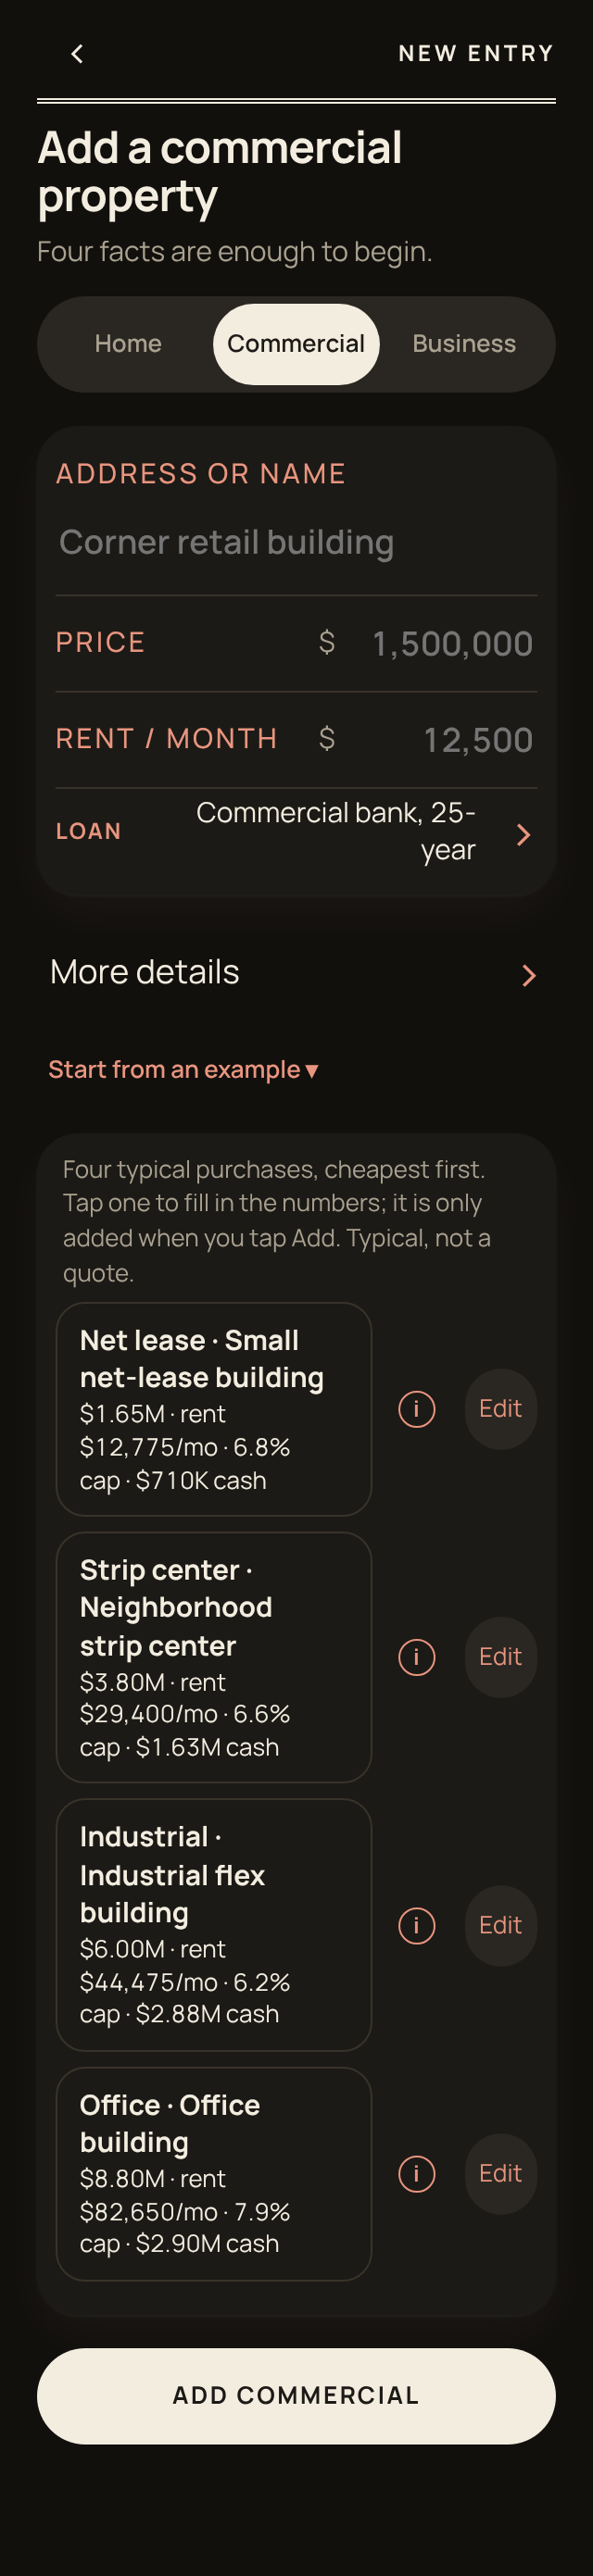 NEW ENTRY
Add a commercial
property
Four facts are enough to begin.
Home Commercial Business
ADDRESS OR NAME
Corner retail building
PRICE $ 1,500,000
RENT / MONTH $ 12,500
LOAN Commercial bank, 25-
year
More details
Start from an example ▾
Four typical purchases, cheapest first.
Tap one to fill in the numbers; it is only
added when you tap Add. Typical, not a
quote.
Net lease · Small
net-lease building
$1.65M · rent
$12,775/mo · 6.8%
cap · $710K cash
i Edit
Strip center ·
Neighborhood
strip center
$3.80M · rent
$29,400/mo · 6.6%
cap · $1.63M cash
i Edit
Industrial ·
Industrial flex
building
$6.00M · rent
$44,475/mo · 6.2%
cap · $2.88M cash
i Edit
Office · Office
building
$8.80M · rent
$82,650/mo · 7.9%
cap · $2.90M cash
i Edit
ADD COMMERCIAL